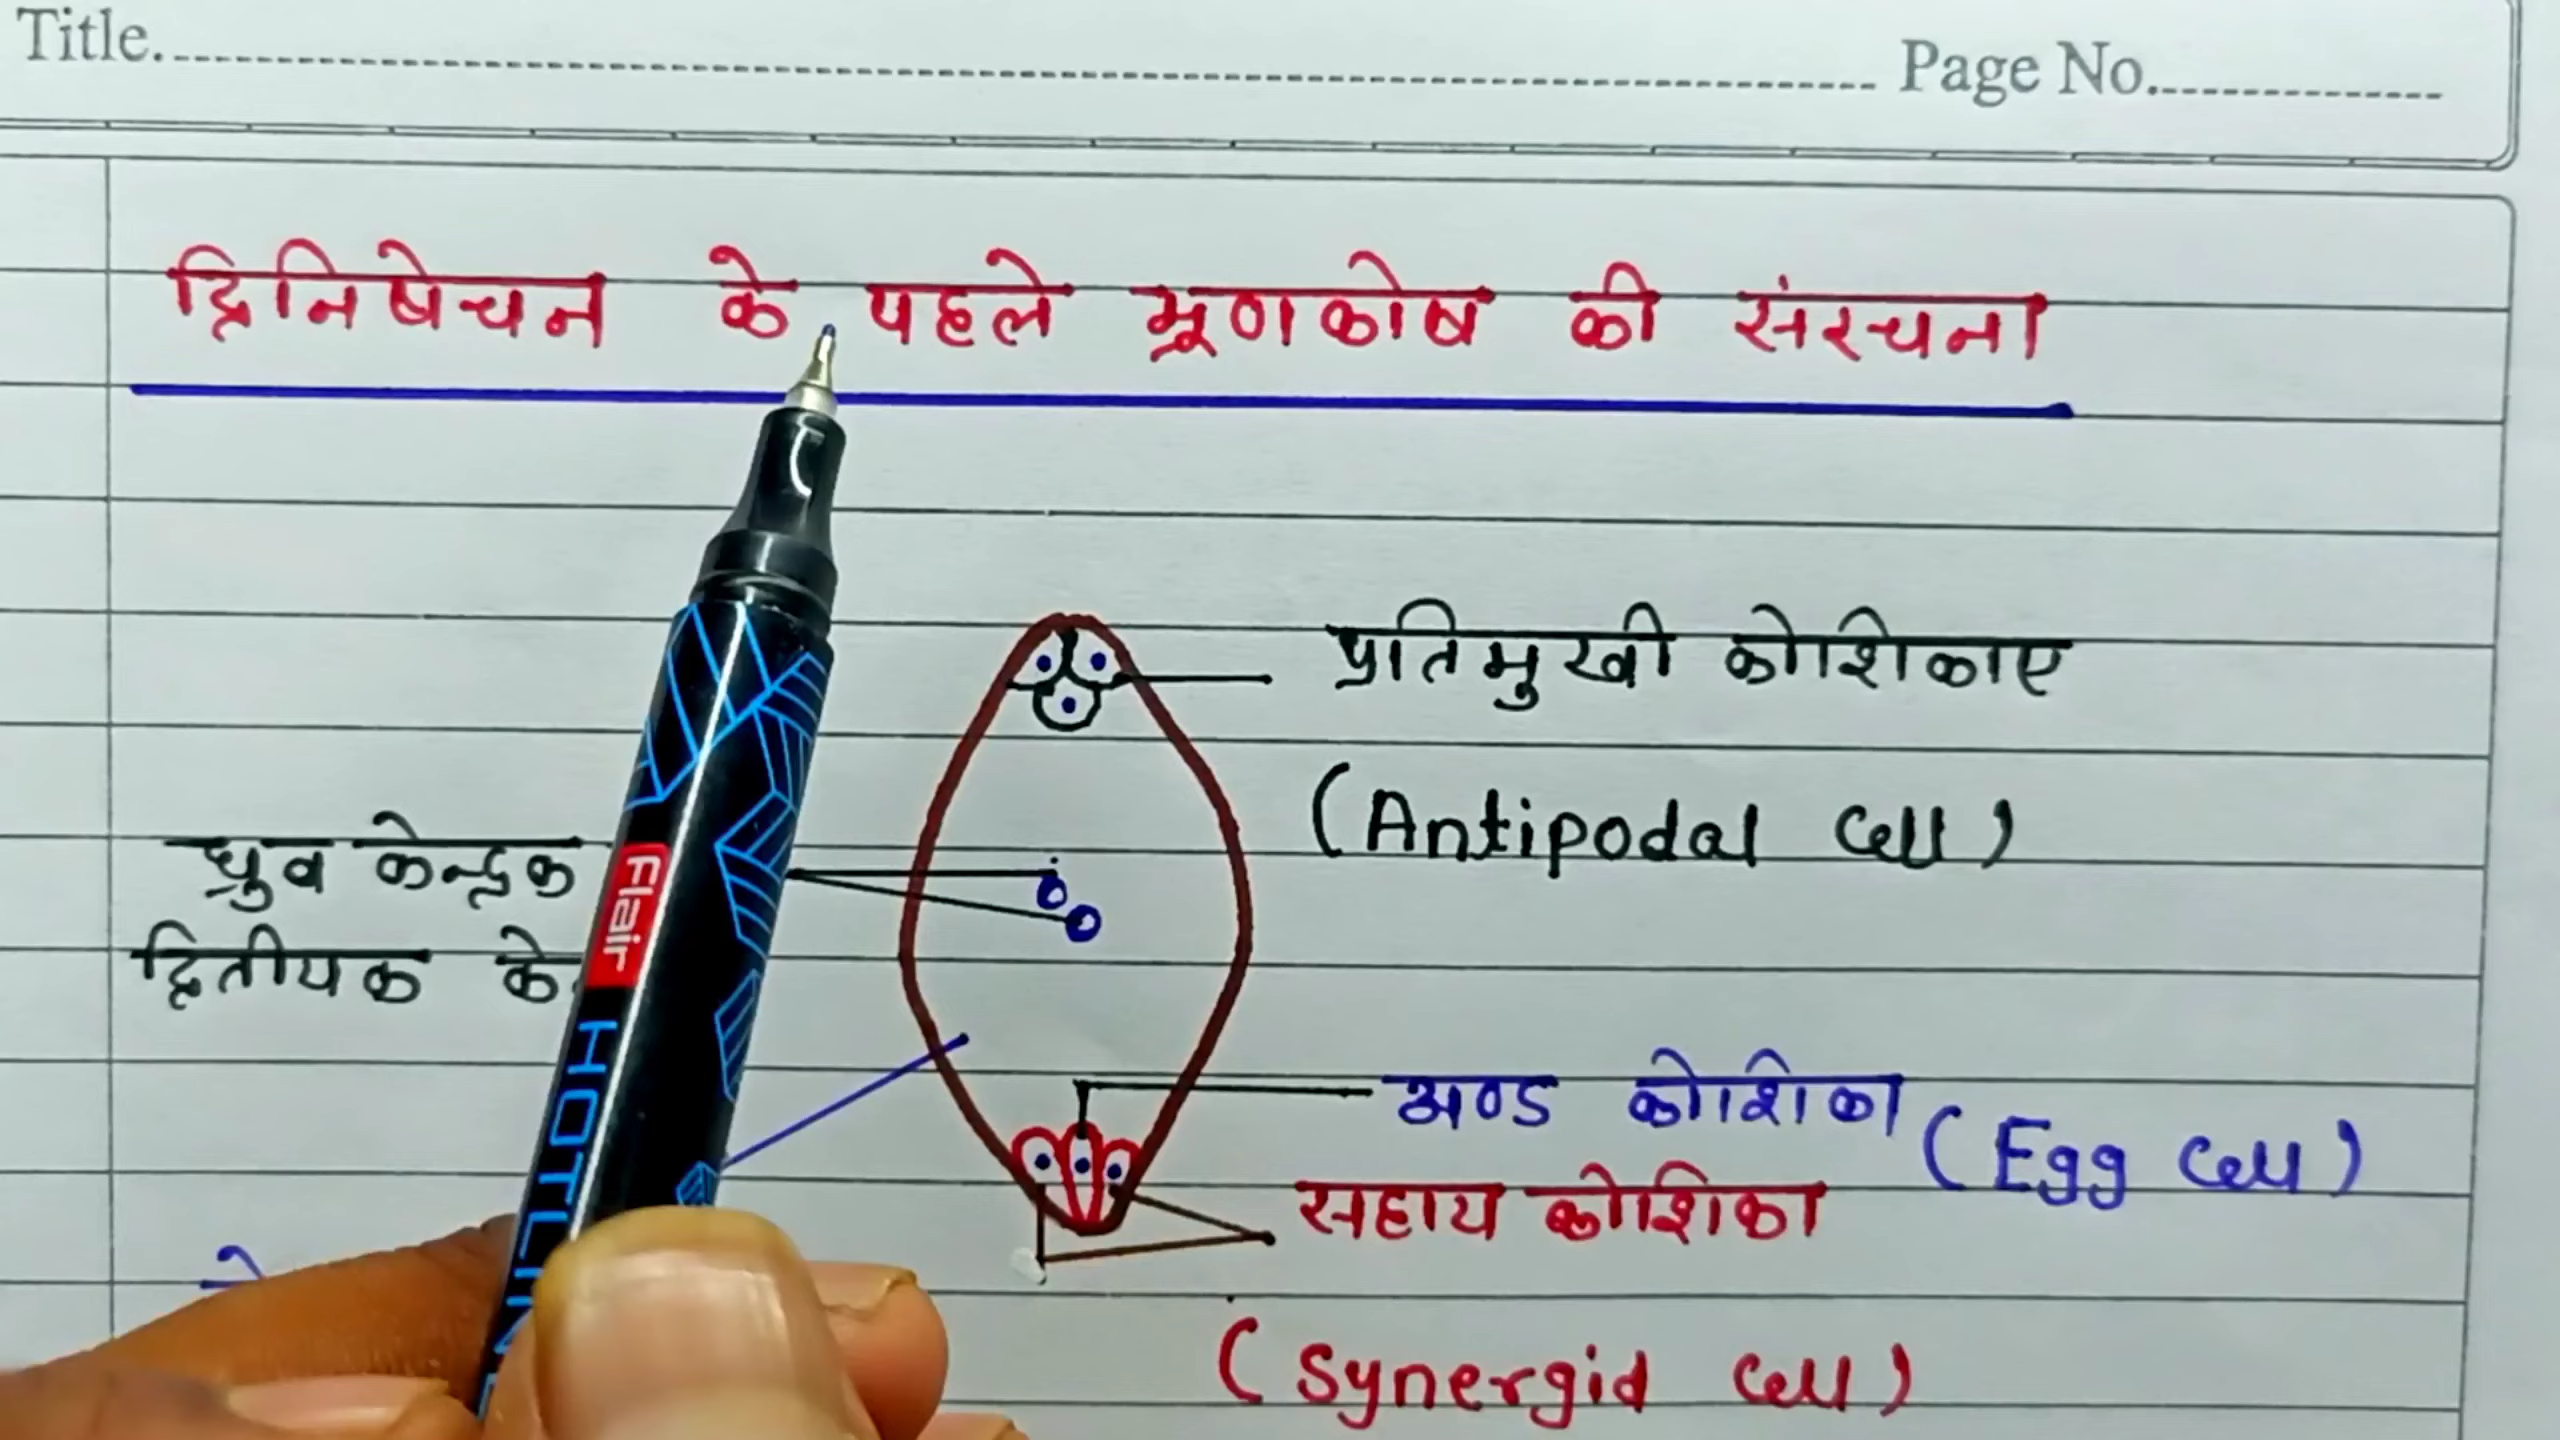 Title. Page No.
द्विनिषेचन के पहले भ्रूणकोष की संरचना
प्रतिमुखी कोशिकाए
(Antipodal cell)
ध्रुव केन्द्रक
द्वितीयक के
अण्ड कोशिका (Egg cell)
सहाय कोशिका
(Synergid cell)
Flair
HOTLINE